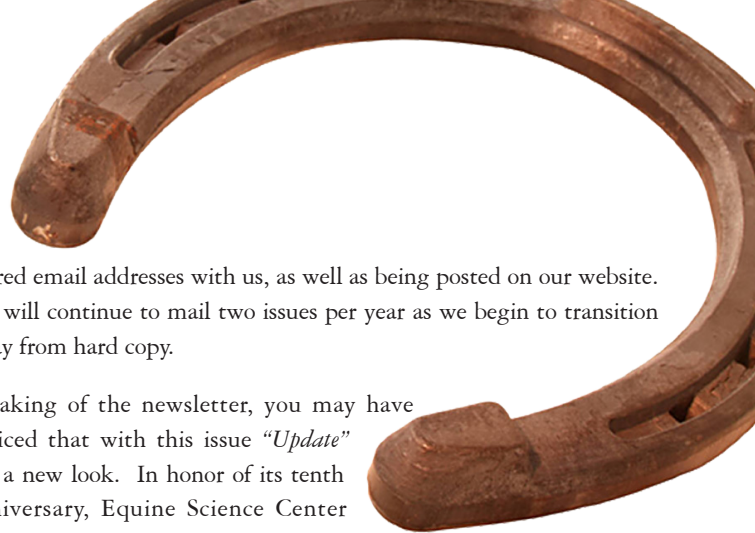 red email addresses with us, as well as being posted on our website.
will continue to mail two issues per year as we begin to transition
y from hard copy.
aking of the newsletter, you may have
iced that with this issue “Update”
a new look. In honor of its tenth
niversary, Equine Science Center